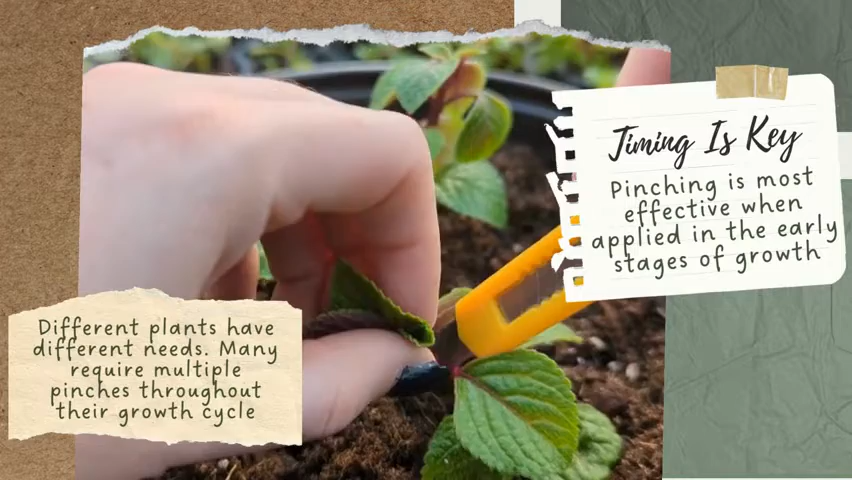 Timing Is Key
Pinching is most
effective when
applied in the early
stages of growth
Different plants have
different needs. Many
require multiple
pinches throughout
their growth cycle